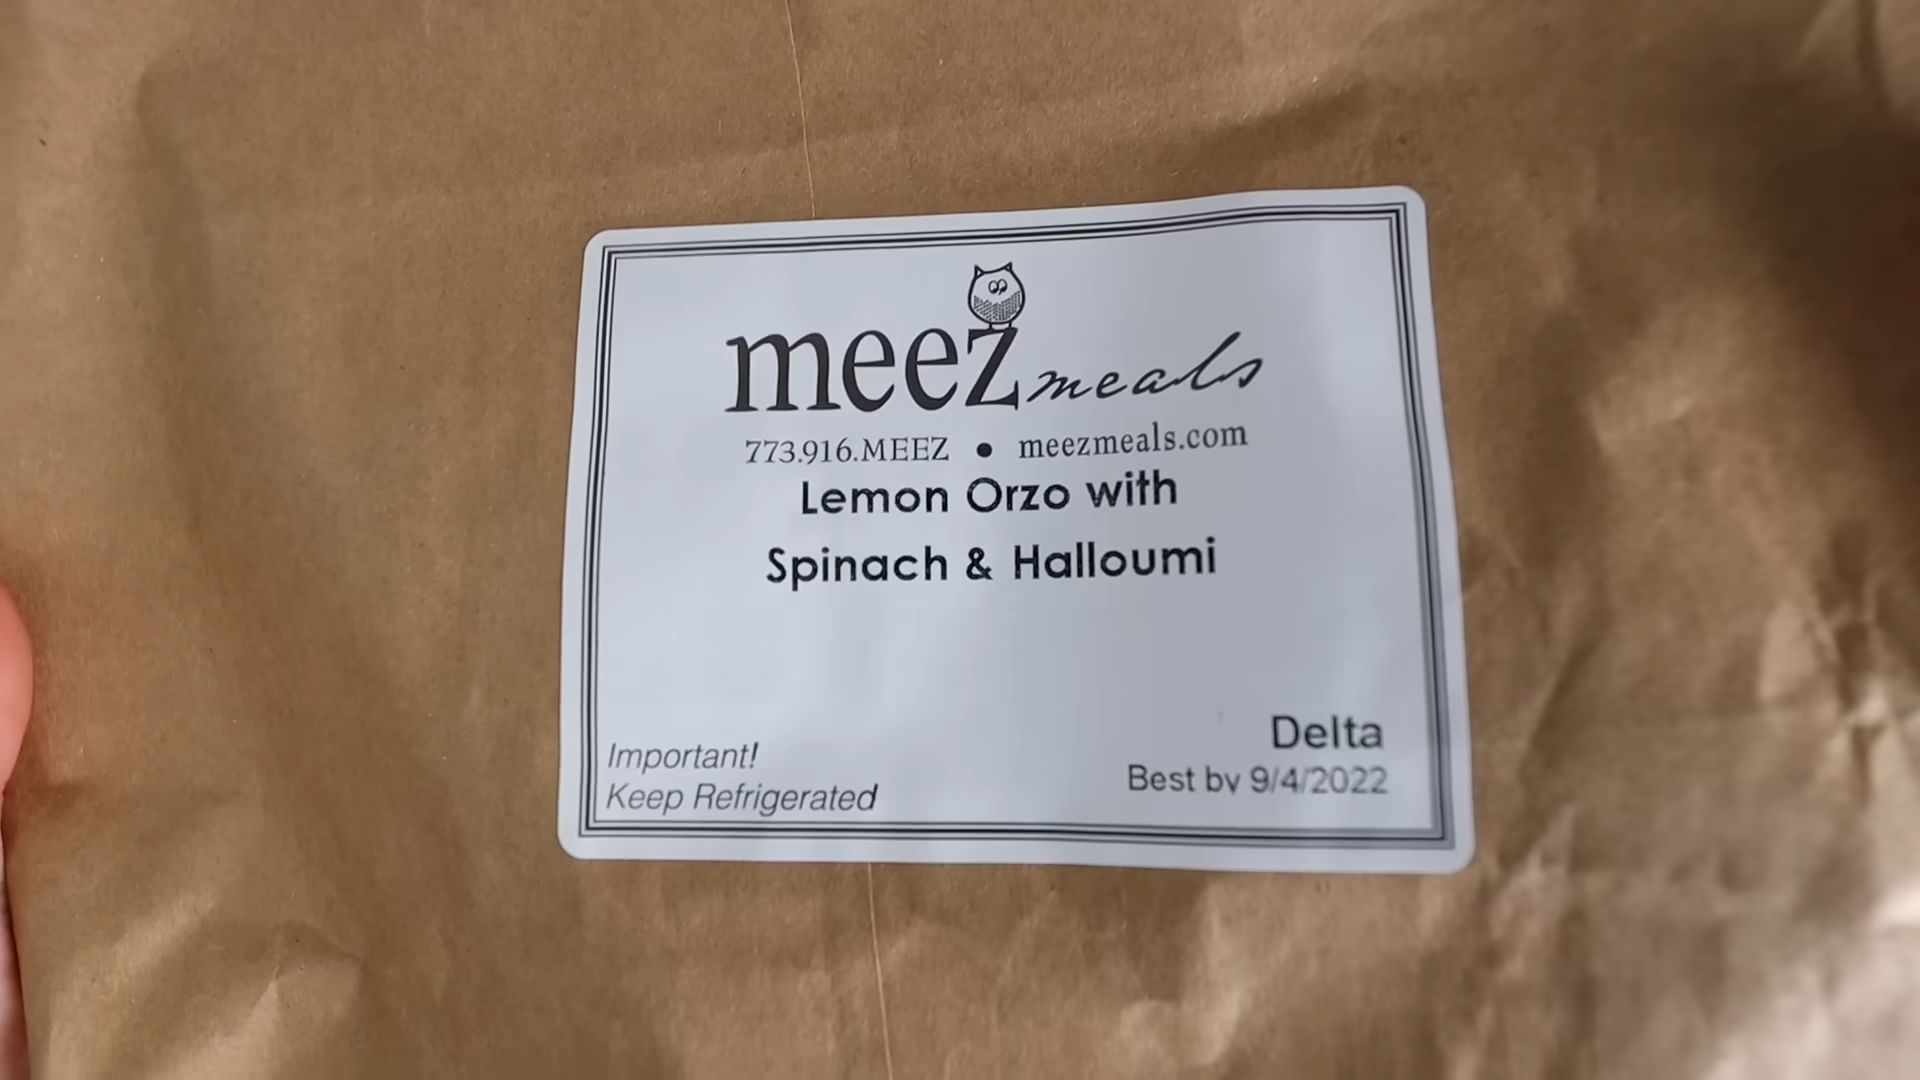 meez meals
773.916.MEEZ • meezmeals.com
Lemon Orzo with
Spinach & Halloumi
Delta
Important!
Best by 9/4/2022
Keep Refrigerated